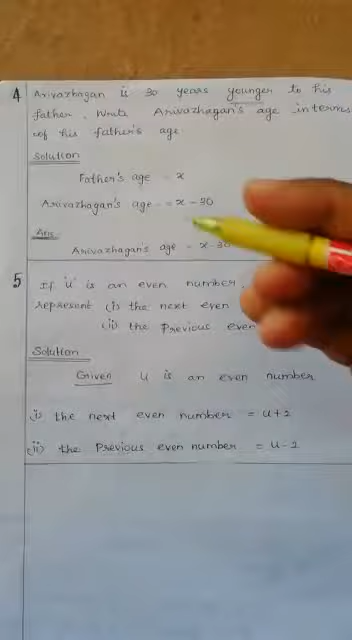 4 Arivazhagan is 30 years younger to his
father. Write Arivazhagan's age interms
of his father's age
Solution
Father's age = x
Arivazhagan's age = x - 30
Ans
Arivazhagan's age = x-30
5 If 'u' is an even number,
represent (i) the next even
(ii) the Previous even
Solution
Given u is an even number
(i) the next even number = u+2
(ii) the Previous even number = u-2